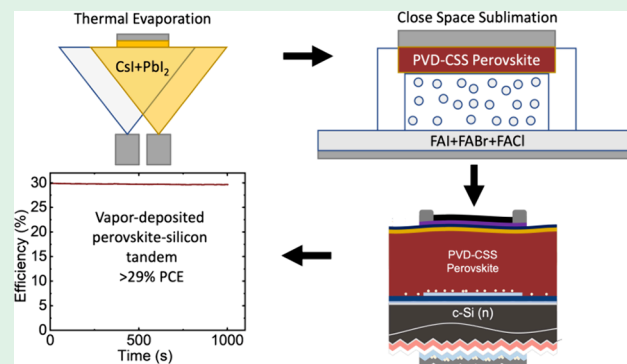 Thermal Evaporation
CsI+PbI₂
Close Space Sublimation
PVD-CSS Perovskite
FAI+FABr+FACl
PVD-CSS
Perovskite
c-Si (n)
Efficiency (%)
30
25
20
15
10
5
0
Vapor-deposited
perovskite-silicon
tandem
>29% PCE
0 500 1000
Time (s)